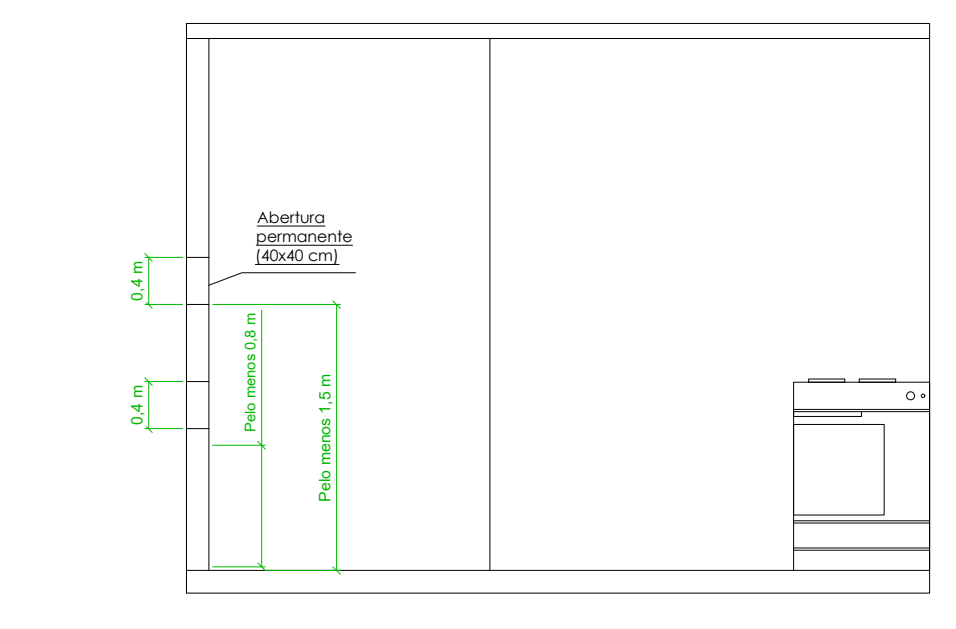 Abertura
permanente
(40x40 cm)
0,4 m
Pelo menos 0,8 m
Pelo menos 1,5 m
0,4 m